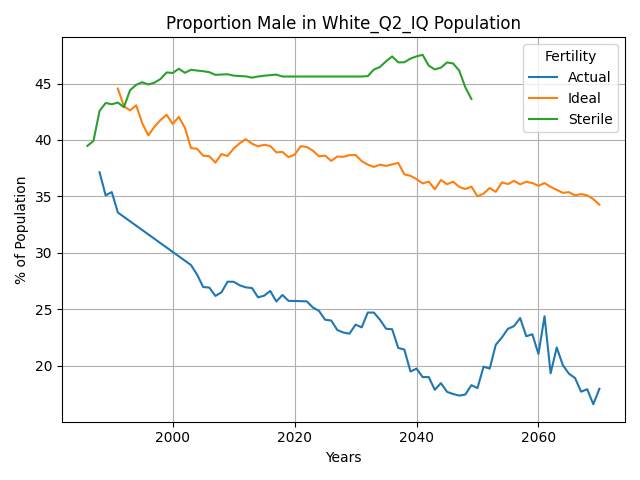 Proportion Male in White_Q2_IQ Population
Fertility
Actual
Ideal
Sterile
% of Population
45
40
35
30
25
20
2000
2020
2040
2060
Years